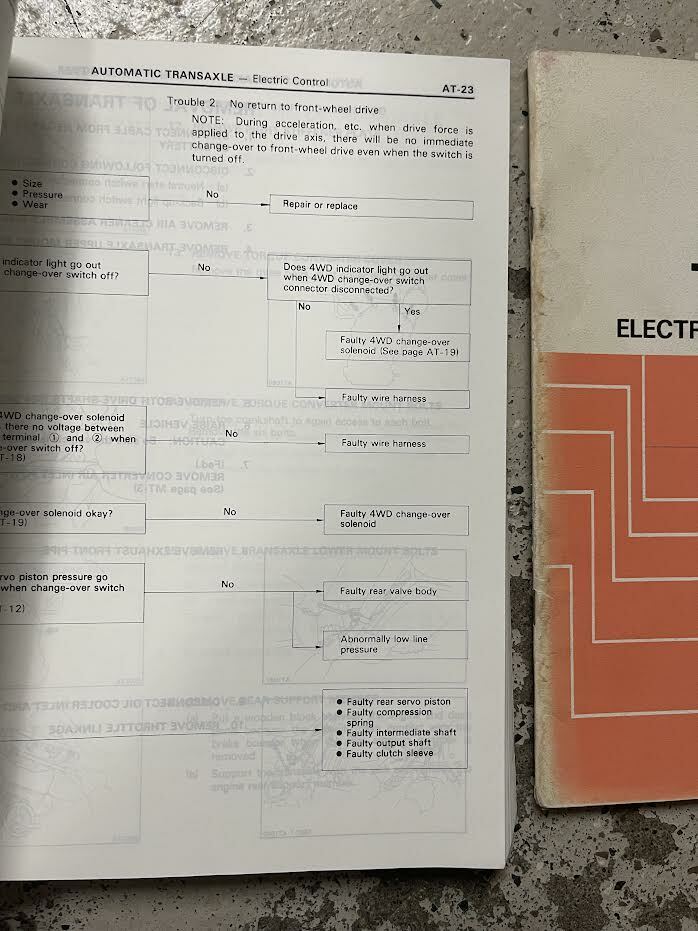 AUTOMATIC TRANSAXLE — Electric Control
AT-23
Trouble 2. No return to front-wheel drive
NOTE: During acceleration, etc. when drive force is
applied to the drive axis, there will be no immediate
change-over to front-wheel drive even when the switch is
turned off.
● Size
● Pressure
● Wear
No
Repair or replace
indicator light go out
change-over switch off?
No
Does 4WD indicator light go out
when 4WD change-over switch
connector disconnected?
No
Yes
Faulty 4WD change-over
solenoid (See page AT-19)
Faulty wire harness
4WD change-over solenoid
there no voltage between
terminal ① and ② when
e-over switch off?
T-18)
No
Faulty wire harness
nge-over solenoid okay?
T-19)
No
Faulty 4WD change-over
solenoid
rvo piston pressure go
when change-over switch
T-12)
No
Faulty rear valve body
Abnormally low line
pressure
● Faulty rear servo piston
● Faulty compression
spring
● Faulty intermediate shaft
● Faulty output shaft
● Faulty clutch sleeve
ELECTR